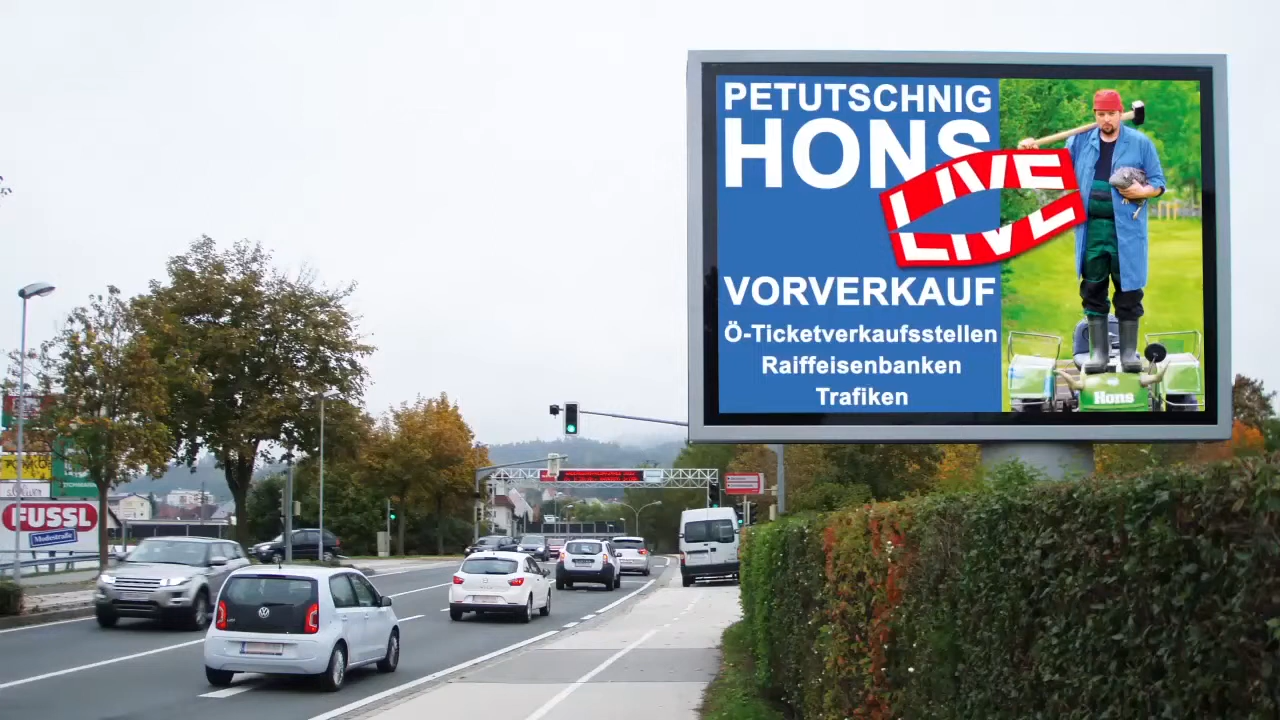 PETUTSCHNIG
HONS
LIVE
LIVE
VORVERKAUF
Ö-Ticketverkaufsstellen
Raiffeisenbanken
Trafiken
Hons
FUSSL
Modestraße